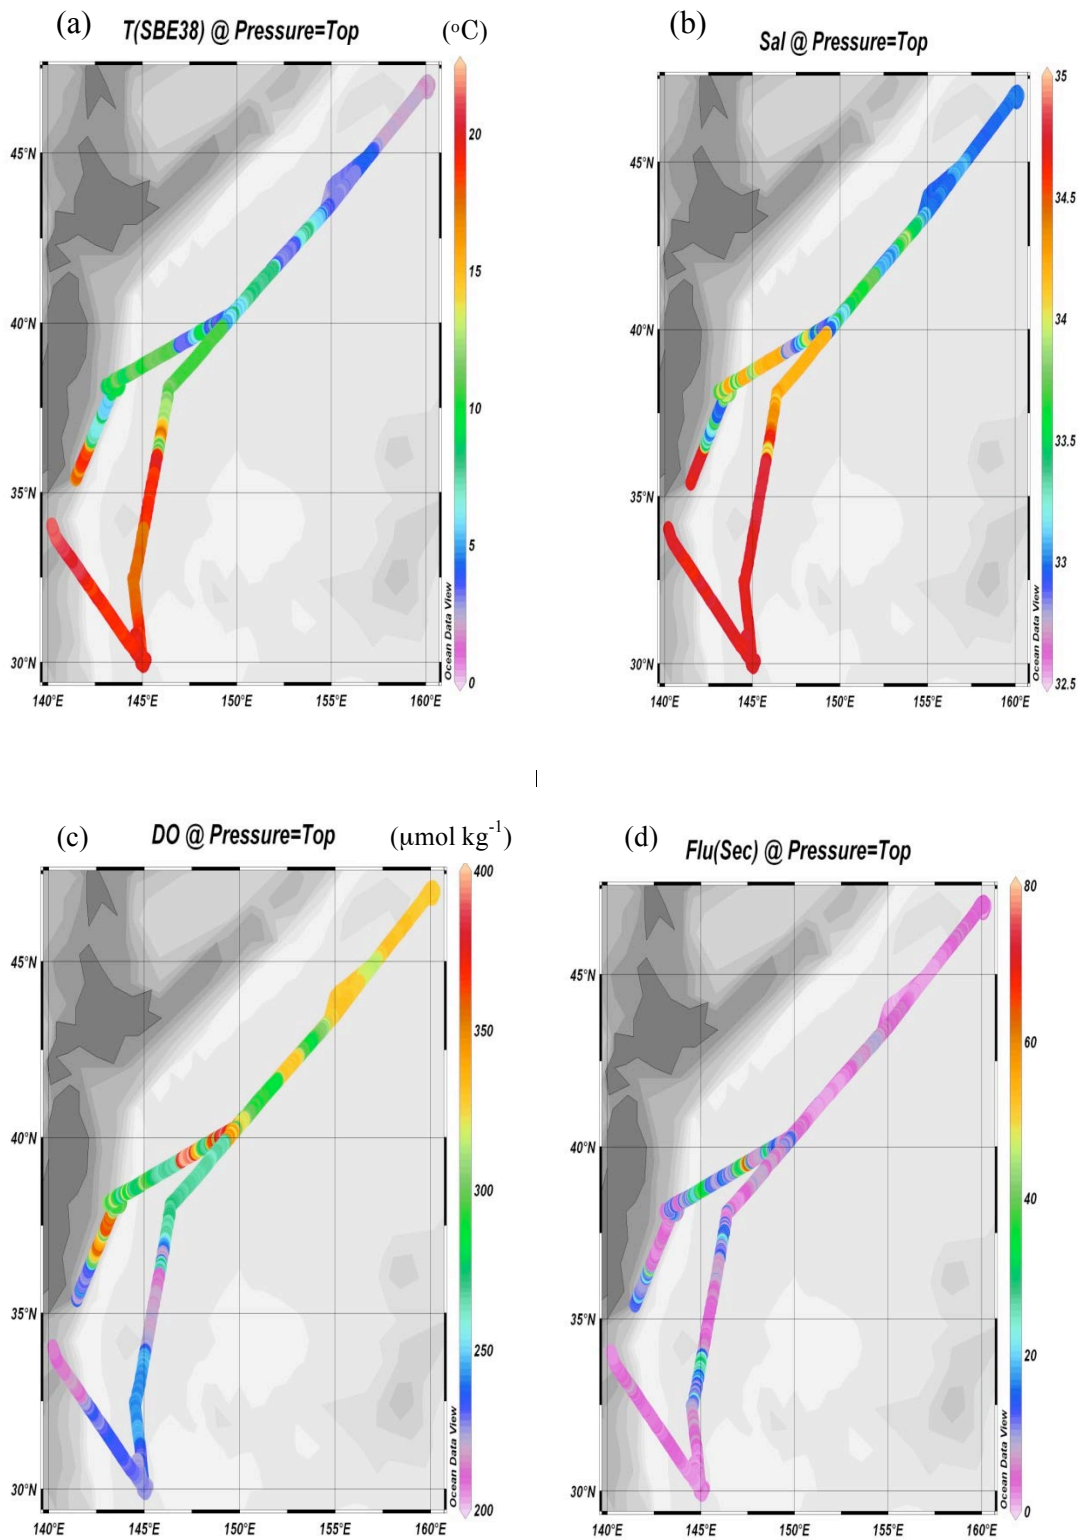 (a) T(SBE38) @ Pressure=Top (°C)
45°N
40°N
35°N
30°N
140°E 145°E 150°E 155°E 160°E
20
15
10
5
0
Ocean Data View
(b) Sal @ Pressure=Top
45°N
40°N
35°N
30°N
140°E 145°E 150°E 155°E 160°E
35
34.5
34
33.5
33
32.5
Ocean Data View
(c) DO @ Pressure=Top (μmol kg⁻¹)
45°N
40°N
35°N
30°N
140°E 145°E 150°E 155°E 160°E
400
350
300
250
200
Ocean Data View
(d) Flu(Sec) @ Pressure=Top
45°N
40°N
35°N
30°N
140°E 145°E 150°E 155°E 160°E
80
60
40
20
0
Ocean Data View